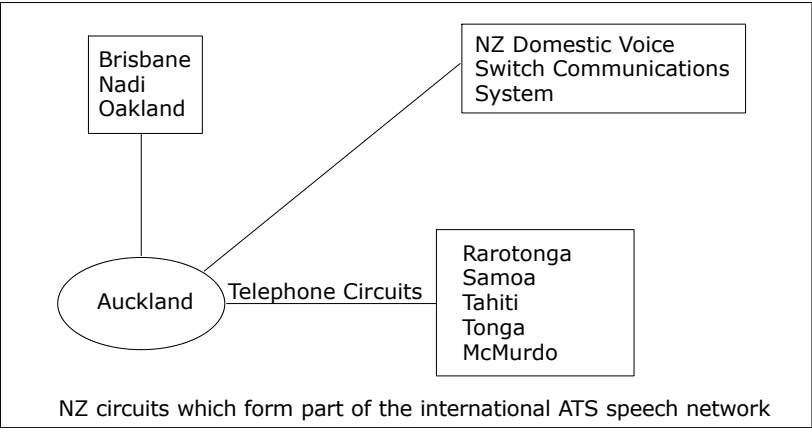 Brisbane
Nadi
Oakland
NZ Domestic Voice
Switch Communications
System
Auckland
Telephone Circuits
Rarotonga
Samoa
Tahiti
Tonga
McMurdo
NZ circuits which form part of the international ATS speech network